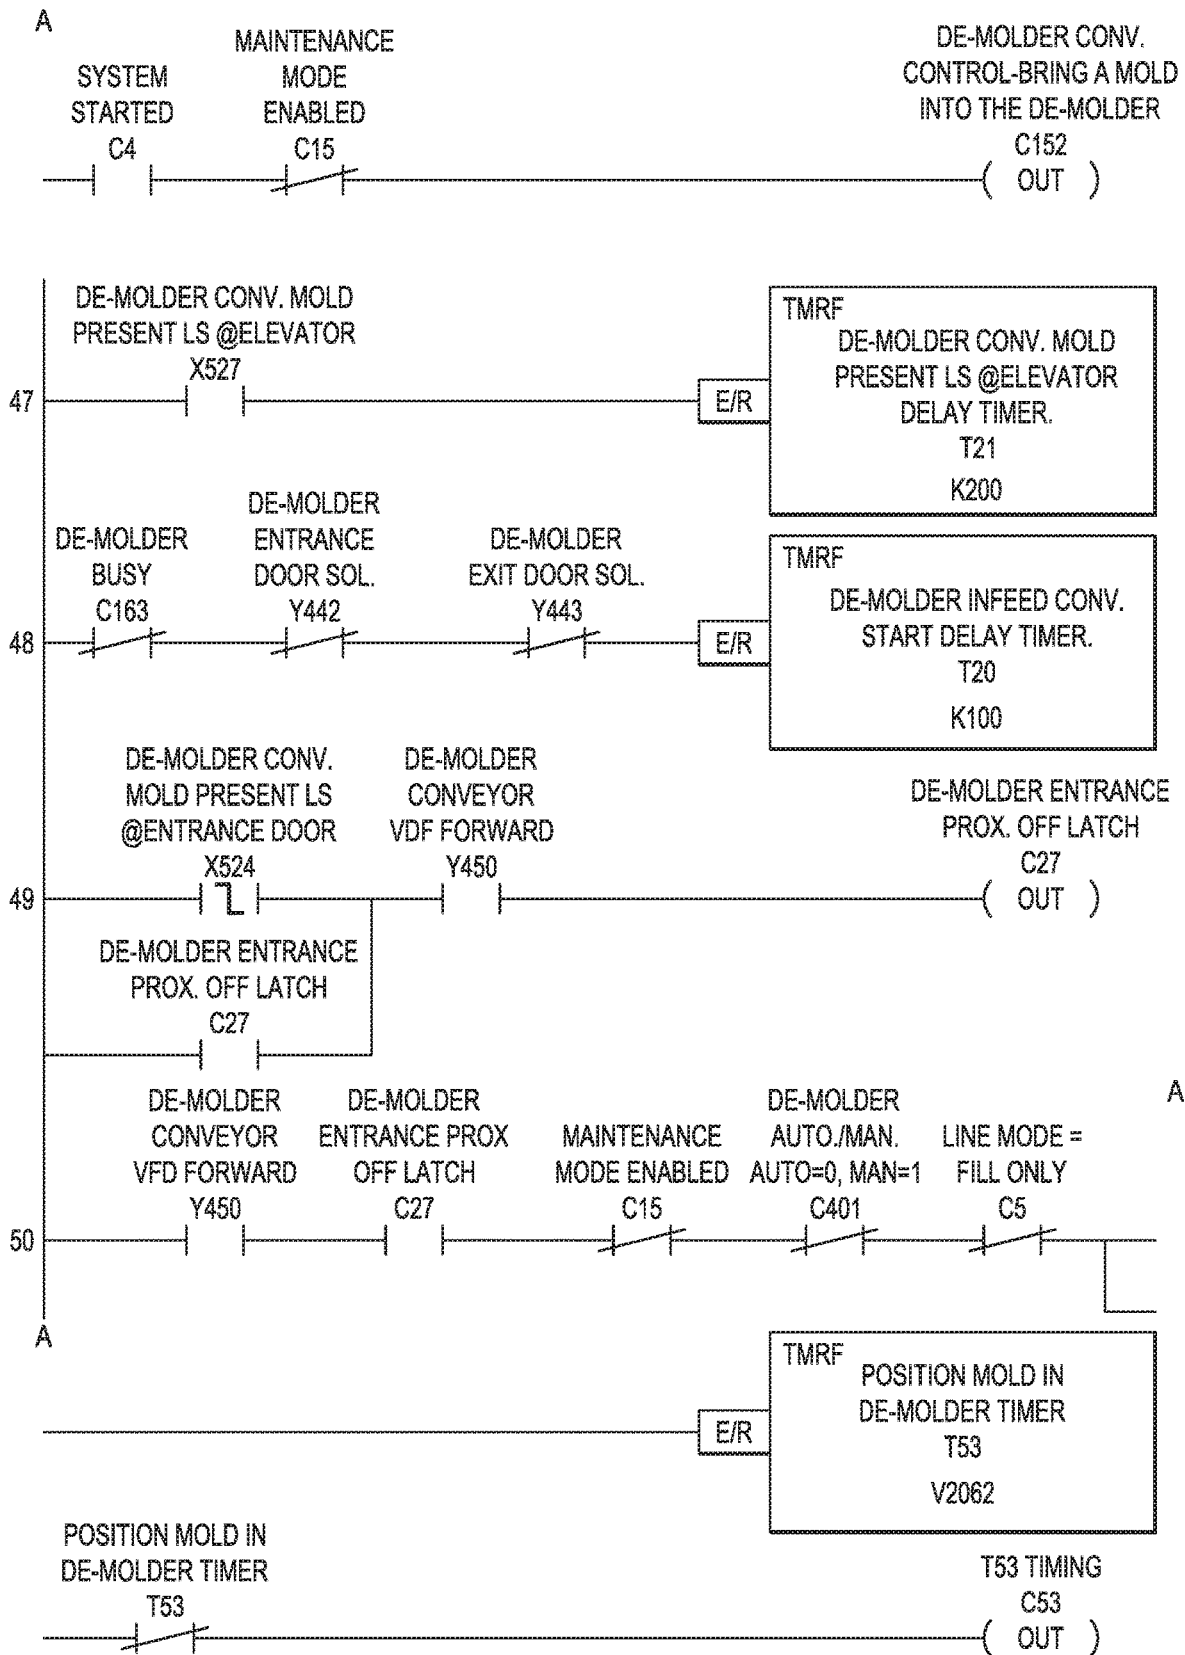 A
SYSTEM
STARTED
C4
MAINTENANCE
MODE
ENABLED
C15
DE-MOLDER CONV.
CONTROL-BRING A MOLD
INTO THE DE-MOLDER
C152
OUT
47
DE-MOLDER CONV. MOLD
PRESENT LS @ELEVATOR
X527
E/R
TMRF
DE-MOLDER CONV. MOLD
PRESENT LS @ELEVATOR
DELAY TIMER.
T21
K200
48
DE-MOLDER
BUSY
C163
DE-MOLDER
ENTRANCE
DOOR SOL.
Y442
DE-MOLDER
EXIT DOOR SOL.
Y443
E/R
TMRF
DE-MOLDER INFEED CONV.
START DELAY TIMER.
T20
K100
49
DE-MOLDER CONV.
MOLD PRESENT LS
@ENTRANCE DOOR
X524
DE-MOLDER
CONVEYOR
VDF FORWARD
Y450
DE-MOLDER ENTRANCE
PROX. OFF LATCH
C27
OUT
DE-MOLDER ENTRANCE
PROX. OFF LATCH
C27
50
DE-MOLDER
CONVEYOR
VFD FORWARD
Y450
DE-MOLDER
ENTRANCE PROX
OFF LATCH
C27
MAINTENANCE
MODE ENABLED
C15
DE-MOLDER
AUTO./MAN.
AUTO=0, MAN=1
C401
LINE MODE =
FILL ONLY
C5
A
A
E/R
TMRF
POSITION MOLD IN
DE-MOLDER TIMER
T53
V2062
POSITION MOLD IN
DE-MOLDER TIMER
T53
T53 TIMING
C53
OUT